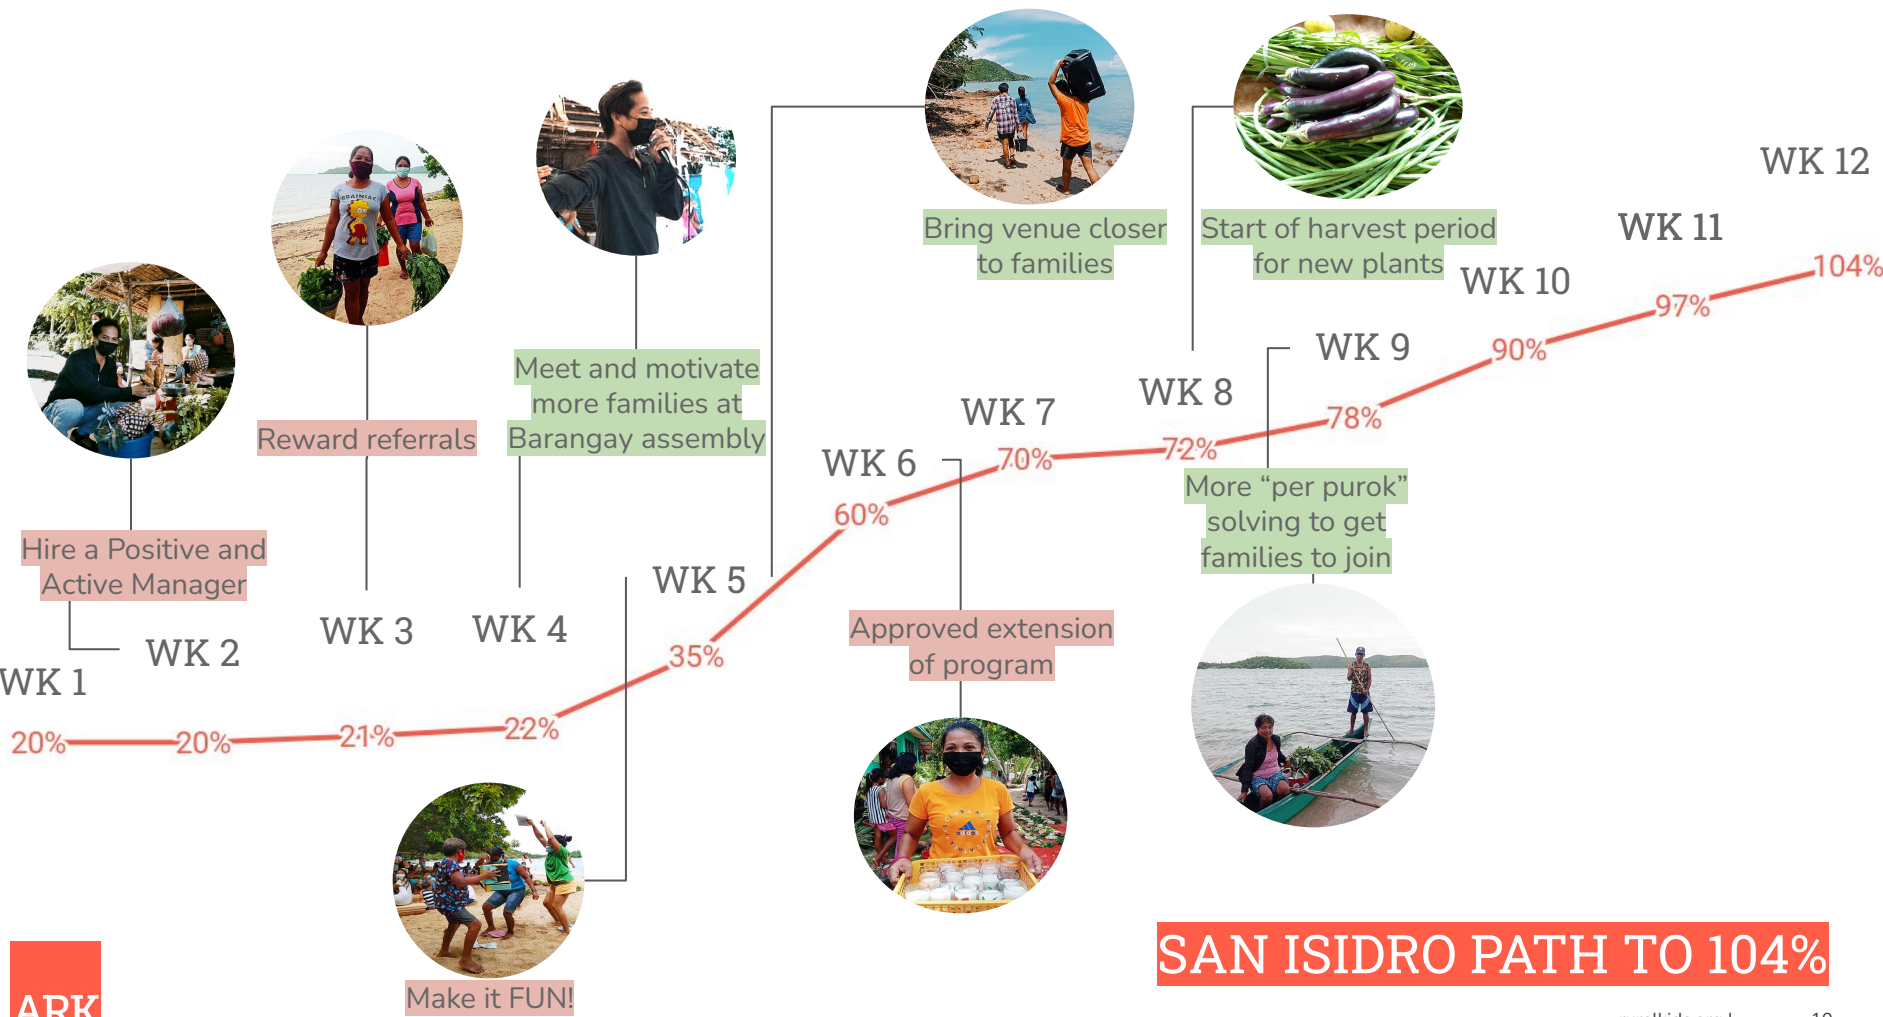 WK 1
20%
Hire a Positive and
Active Manager
WK 2
20%
Reward referrals
WK 3
21%
Meet and motivate
more families at
Barangay assembly
WK 4
22%
Make it FUN!
WK 5
35%
Bring venue closer
to families
WK 6
60%
Approved extension
of program
WK 7
70%
Start of harvest period
for new plants
WK 8
72%
More “per purok”
solving to get
families to join
WK 9
78%
WK 10
90%
WK 11
97%
WK 12
104%
SAN ISIDRO PATH TO 104%
ARK